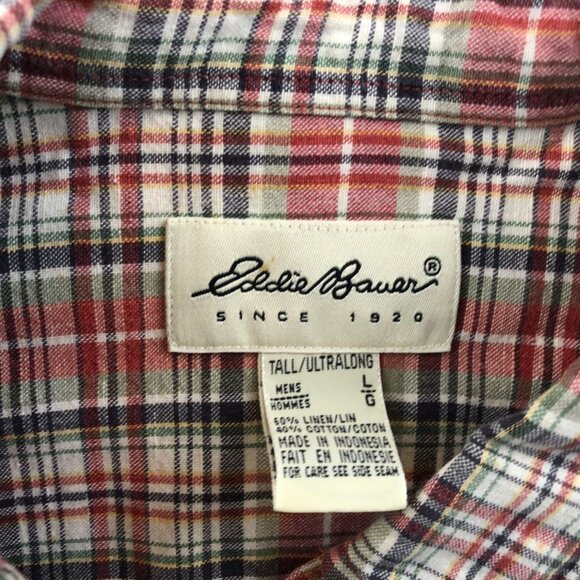 Eddie Bauer®
SINCE 1920
TALL/ULTRALONG
MENS L
HOMMES G
60% LINEN/LIN
40% COTTON/COTON
MADE IN INDONESIA
FAIT EN INDONESIA
FOR CARE SEE SIDE SEAM